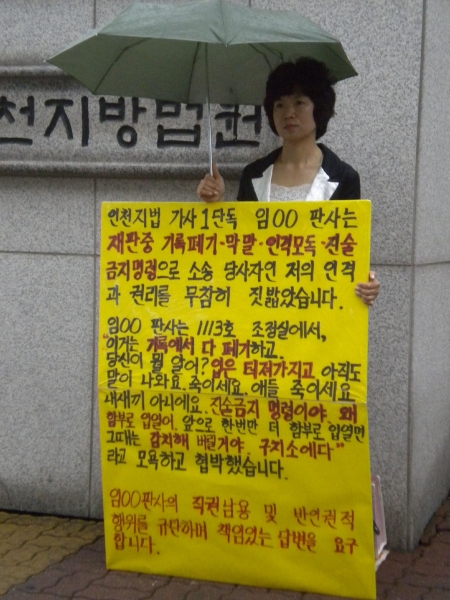 천지방법원
인천지법 가사1단독 임OO 판사는
재판중 기록폐기·막말·인격모독·진술
금지명령으로 소송 당사자인 저의 인격
과 권리를 무참히 짓밟았습니다.
임OO 판사는 1113호 조정실에서,
"이거는 기록에서 다 폐기하고.
당신이 뭘 알어? 입은 터져가지고 아직도
말이 나와요. 죽이세요. 애들 죽이세요
내새끼 아니에요. 진술금지 명령이야 왜
함부로 입열어. 앞으로 한번만 더 함부로 입열면
그때는 감치해 버릴거야. 구치소에다"
라고 모욕하고 협박했습니다.
임OO판사의 직권남용 및 반인권적
행위를 규탄하며 책임있는 답변을 요구
합니다.